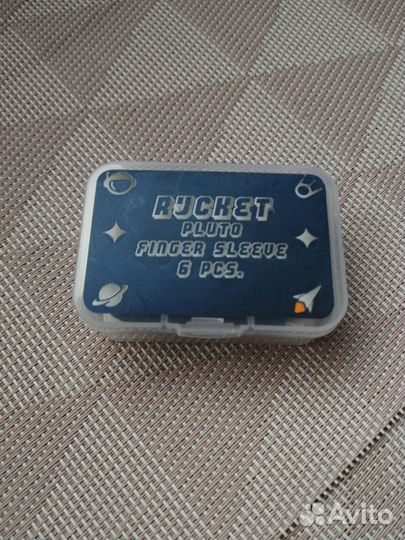 RJCKET
PLUTO
FINGER SLEEVE
6 PCS.
Avito